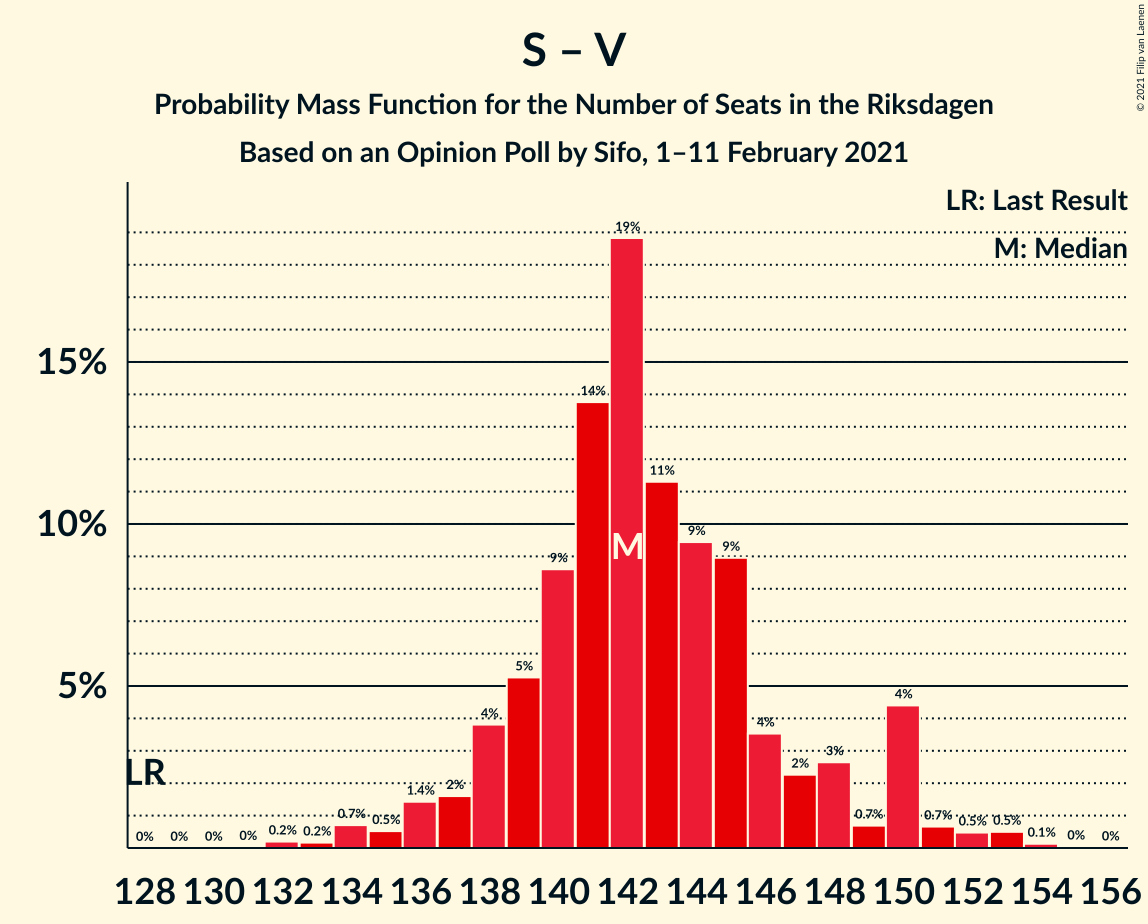 © 2021 Filip van Laenen
S – V
Probability Mass Function for the Number of Seats in the Riksdagen
Based on an Opinion Poll by Sifo, 1–11 February 2021
LR: Last Result
M: Median
15%
10%
5%
LR
M
0% 0% 0% 0% 0.2% 0.2% 0.7% 0.5% 1.4% 2% 4% 5% 9% 14% 19% 11% 9% 9% 4% 2% 3% 0.7% 4% 0.7% 0.5% 0.5% 0.1% 0% 0%
128 130 132 134 136 138 140 142 144 146 148 150 152 154 156